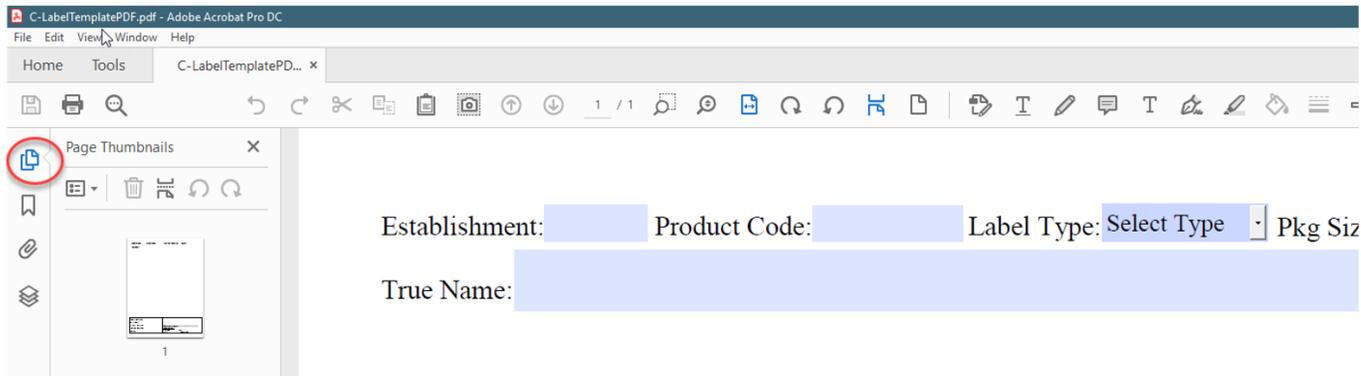 C-LabelTemplatePDF.pdf - Adobe Acrobat Pro DC
File Edit View Window Help
Home Tools C-LabelTemplatePD... ×
1 / 1
Page Thumbnails
Establishment: Product Code: Label Type: Select Type Pkg Siz
True Name:
1